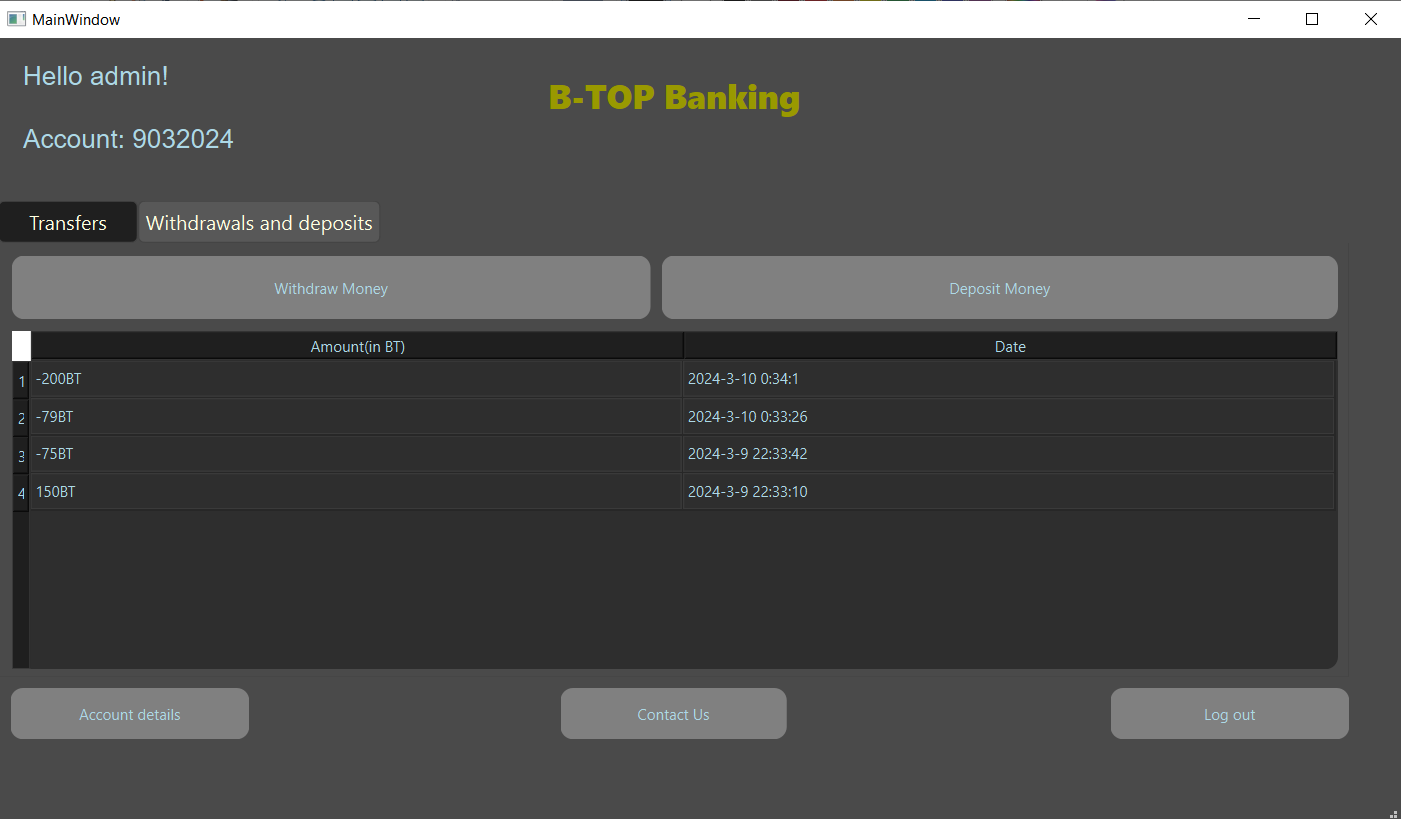 MainWindow
Hello admin!
B-TOP Banking
Account: 9032024
Transfers
Withdrawals and deposits
Withdraw Money
Deposit Money
Amount(in BT)
Date
1 -200BT 2024-3-10 0:34:1
2 -79BT 2024-3-10 0:33:26
3 -75BT 2024-3-9 22:33:42
4 150BT 2024-3-9 22:33:10
Account details
Contact Us
Log out